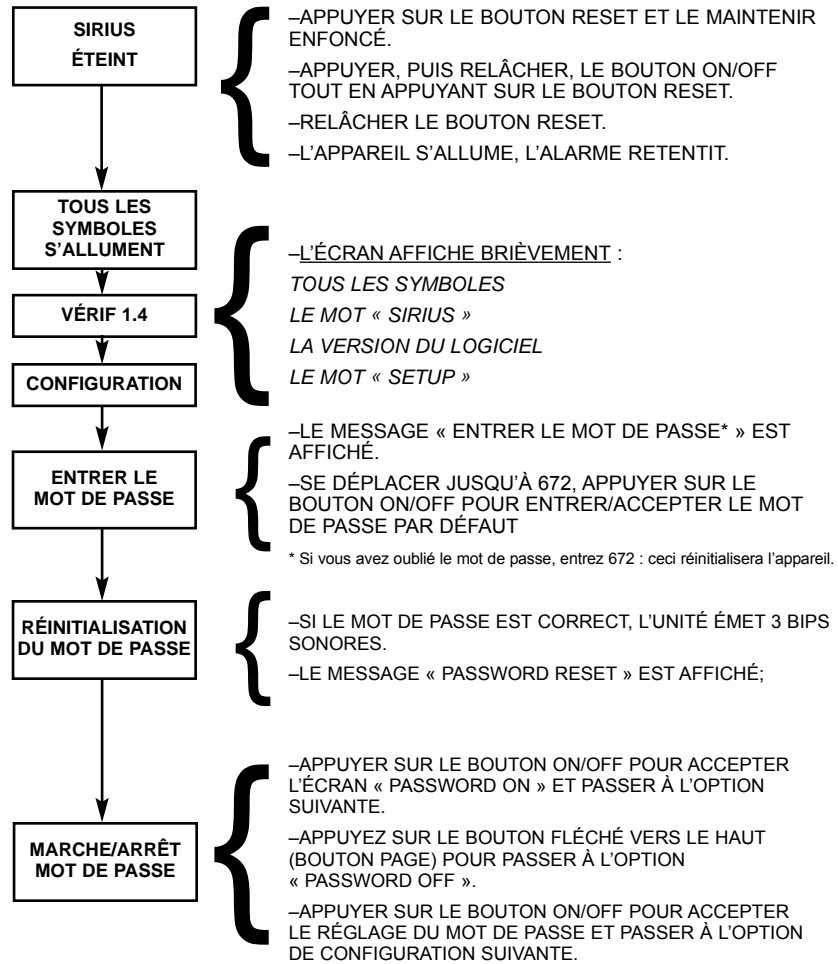 SIRIUS
ÉTEINT
–APPUYER SUR LE BOUTON RESET ET LE MAINTENIR
ENFONCÉ.
–APPUYER, PUIS RELÂCHER, LE BOUTON ON/OFF
TOUT EN APPUYANT SUR LE BOUTON RESET.
–RELÂCHER LE BOUTON RESET.
–L’APPAREIL S’ALLUME, L’ALARME RETENTIT.
TOUS LES
SYMBOLES
S’ALLUMENT
VÉRIF 1.4
CONFIGURATION
–L’ÉCRAN AFFICHE BRIÈVEMENT :
TOUS LES SYMBOLES
LE MOT « SIRIUS »
LA VERSION DU LOGICIEL
LE MOT « SETUP »
ENTRER LE
MOT DE PASSE
–LE MESSAGE « ENTRER LE MOT DE PASSE* » EST
AFFICHÉ.
–SE DÉPLACER JUSQU’À 672, APPUYER SUR LE
BOUTON ON/OFF POUR ENTRER/ACCEPTER LE MOT
DE PASSE PAR DÉFAUT
* Si vous avez oublié le mot de passe, entrez 672 : ceci réinitialisera l’appareil.
RÉINITIALISATION
DU MOT DE PASSE
–SI LE MOT DE PASSE EST CORRECT, L’UNITÉ ÉMET 3 BIPS
SONORES.
–LE MESSAGE « PASSWORD RESET » EST AFFICHÉ;
MARCHE/ARRÊT
MOT DE PASSE
–APPUYER SUR LE BOUTON ON/OFF POUR ACCEPTER
L’ÉCRAN « PASSWORD ON » ET PASSER À L’OPTION
SUIVANTE.
–APPUYEZ SUR LE BOUTON FLÉCHÉ VERS LE HAUT
(BOUTON PAGE) POUR PASSER À L’OPTION
« PASSWORD OFF ».
–APPUYER SUR LE BOUTON ON/OFF POUR ACCEPTER
LE RÉGLAGE DU MOT DE PASSE ET PASSER À L’OPTION
DE CONFIGURATION SUIVANTE.